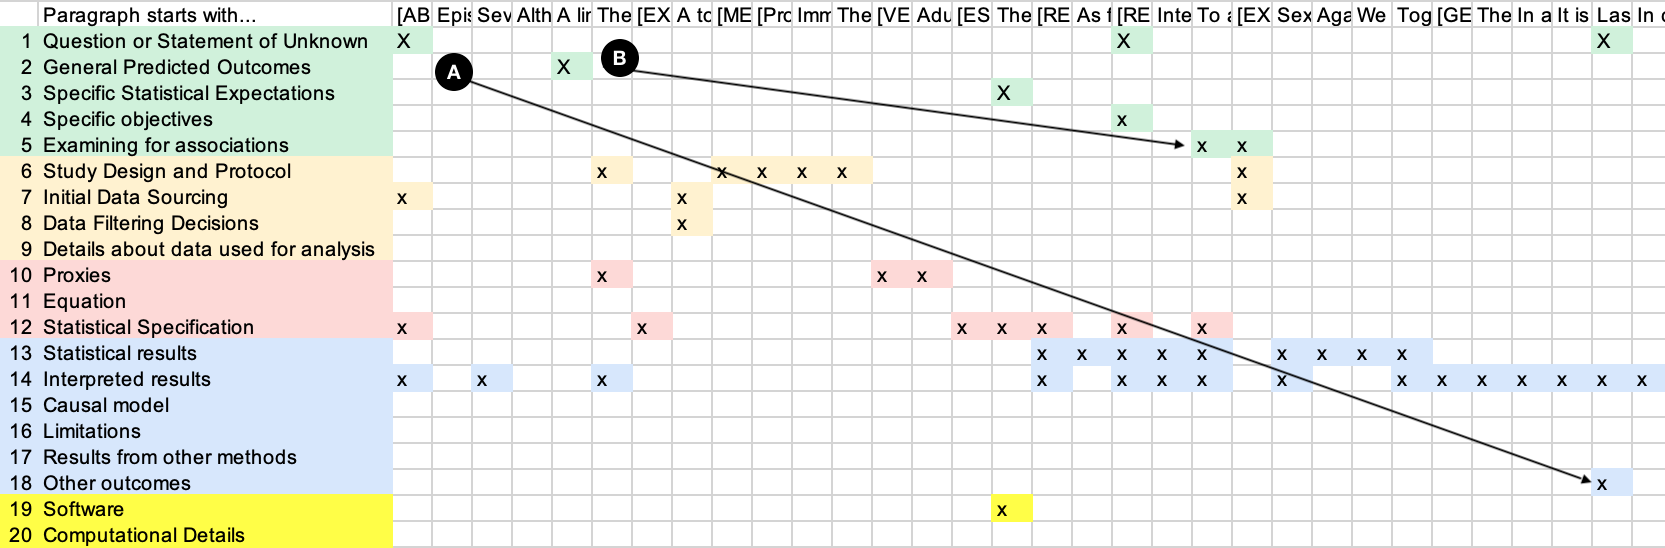 Paragraph starts with... [AB Epis Sev Alth A lir The [EX A to [ME [Pro Imm The [VE Adu [ES The [RE As f [RE Inte To a [EX Sex Aga We Tog [GE The In a It is Las In c
1 Question or Statement of Unknown X X X
B
2 General Predicted Outcomes X
A
3 Specific Statistical Expectations X
4 Specific objectives x
5 Examining for associations x x
6 Study Design and Protocol x x x x x x
7 Initial Data Sourcing x x x
8 Data Filtering Decisions x
9 Details about data used for analysis
10 Proxies x x x
11 Equation
12 Statistical Specification x x x x x x x
13 Statistical results x x x x x x x x x
14 Interpreted results x x x x x x x x x x x x x x x
15 Causal model
16 Limitations
17 Results from other methods
18 Other outcomes x
19 Software x
20 Computational Details